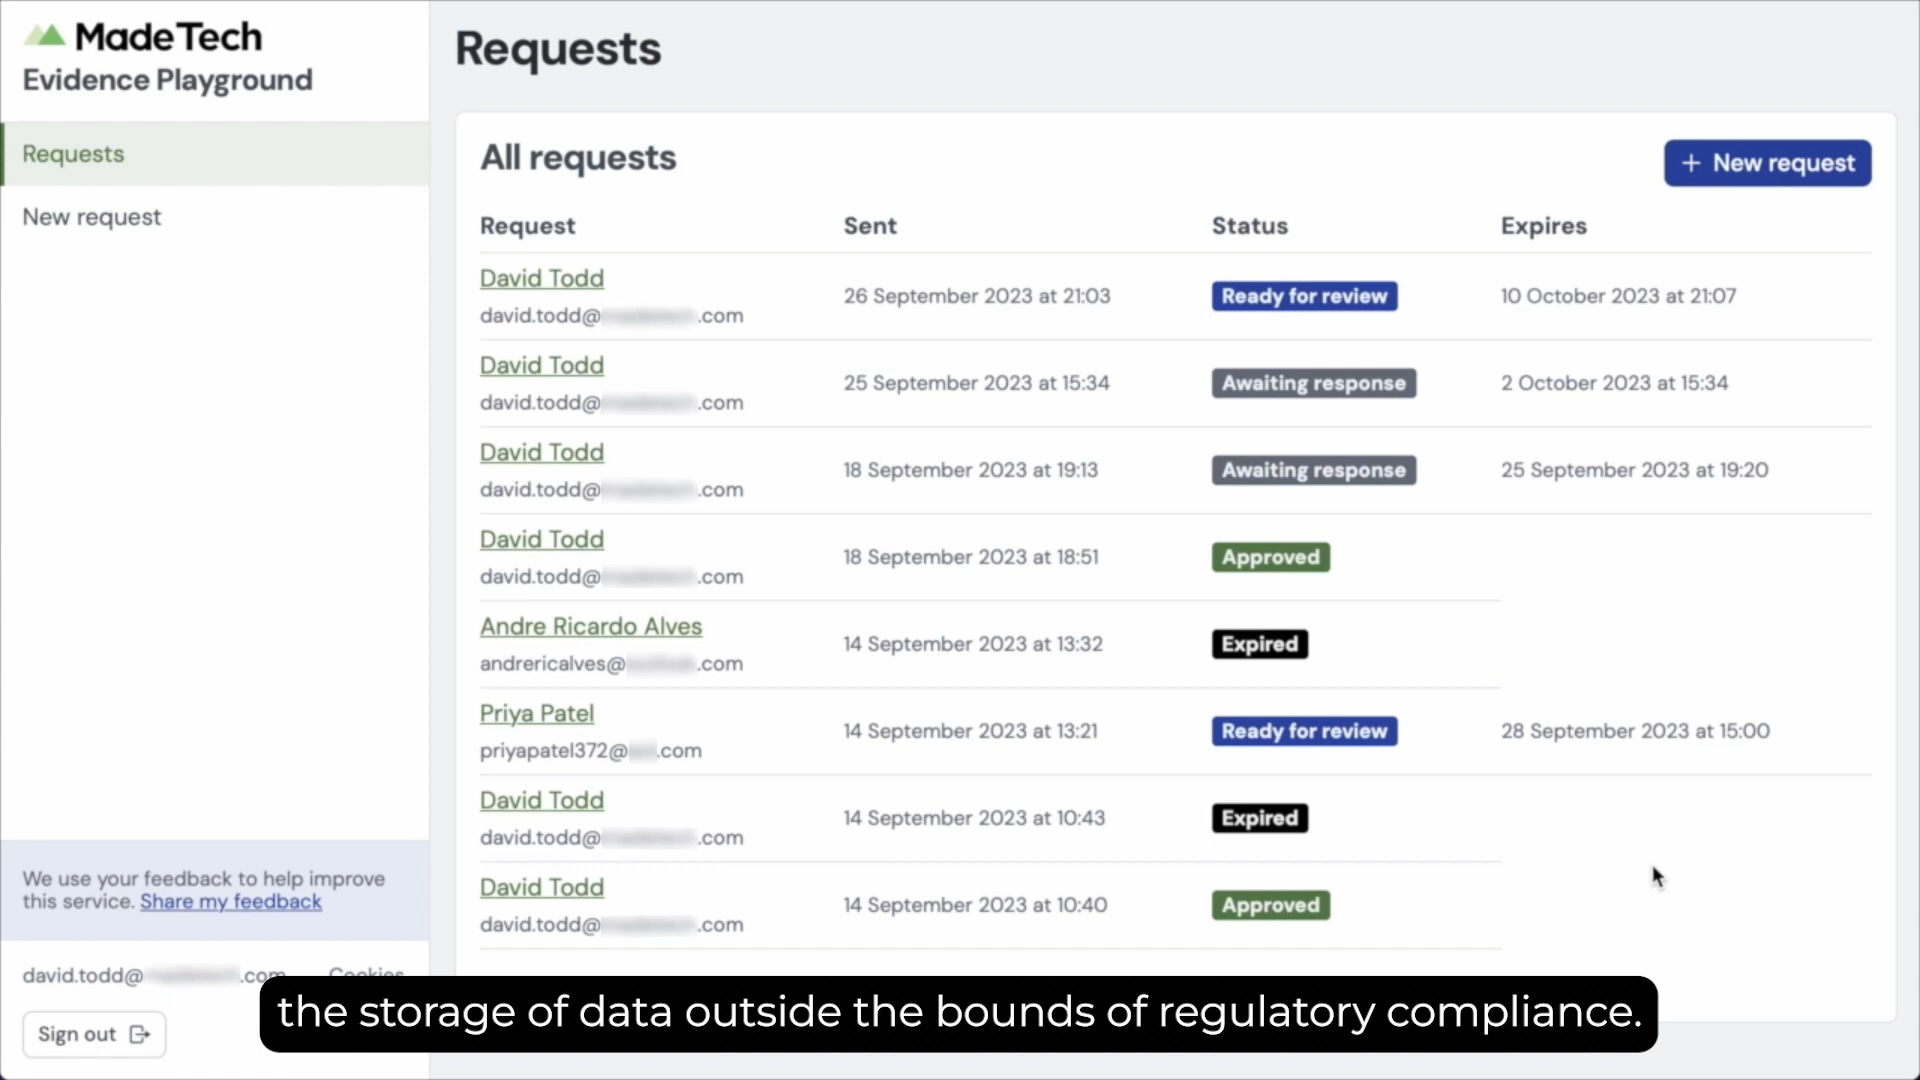 MadeTech
Evidence Playground
Requests
New request
We use your feedback to help improve
this service. Share my feedback
david.todd@ .com Cookies
Sign out
Requests
All requests
+ New request
Request Sent Status Expires
David Todd
david.todd@ .com
26 September 2023 at 21:03 Ready for review 10 October 2023 at 21:07
David Todd
david.todd@ .com
25 September 2023 at 15:34 Awaiting response 2 October 2023 at 15:34
David Todd
david.todd@ .com
18 September 2023 at 19:13 Awaiting response 25 September 2023 at 19:20
David Todd
david.todd@ .com
18 September 2023 at 18:51 Approved
Andre Ricardo Alves
andrericalves@ .com
14 September 2023 at 13:32 Expired
Priya Patel
priyapatel372@ .com
14 September 2023 at 13:21 Ready for review 28 September 2023 at 15:00
David Todd
david.todd@ .com
14 September 2023 at 10:43 Expired
David Todd
david.todd@ .com
14 September 2023 at 10:40 Approved
the storage of data outside the bounds of regulatory compliance.